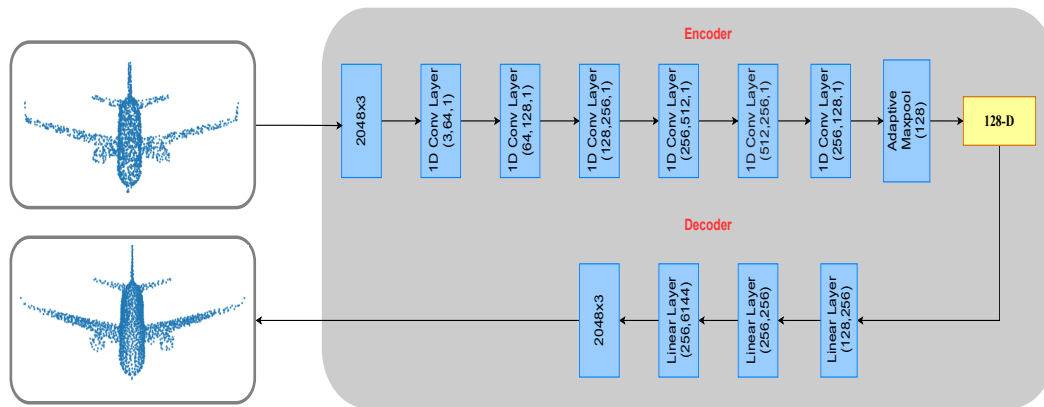 Encoder
2048x3
1D Conv Layer
(3,64,1)
1D Conv Layer
(64,128,1)
1D Conv Layer
(128,256,1)
1D Conv Layer
(256,512,1)
1D Conv Layer
(512,256,1)
1D Conv Layer
(256,128,1)
Adaptive
Maxpool
(128)
128-D
Decoder
2048x3
Linear Layer
(256,6144)
Linear Layer
(256,256)
Linear Layer
(128,256)